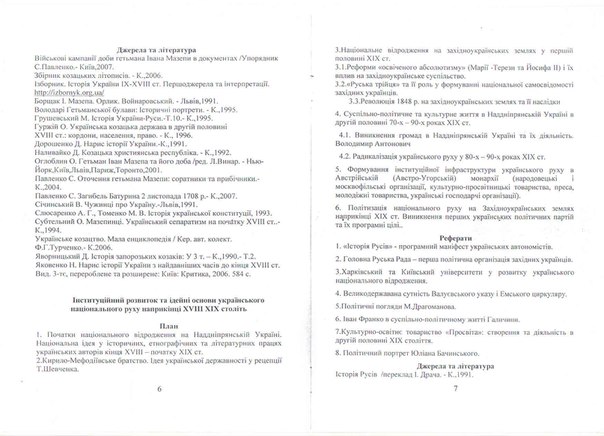 Джерела та література
Військові кампанії доби гетьмана Івана Мазепи в документах /Упорядник
С.Павленко.- Київ,2007.
Збірник козацьких літописів. - К.,2006.
Ізборник. Історія України IX-XVIII ст. Першоджерела та інтерпретації.
http://izbornyk.org.ua/
Борщак І. Мазепа. Орлик. Войнаровський. - Львів,1991.
Володарі Гетьманської булави: Історичні портрети. - К.,1995.
Грушевський М. Історія України-Руси.-Т.10.- К.,1995.
Гуржій О. Українська козацька держава в другій половині
XVII ст.: кордони, населення, право. - К., 1996.
Дорошенко Д. Нарис історії України.-К.,1991.
Наливайко Д. Козацька християнська республіка. - К.,1992.
Оглоблин О. Гетьман Іван Мазепа та його доба /ред. Л.Винар. - Нью-
Йорк,Київ,Львів,Париж,Торонто,2001.
Павленко С. Оточення гетьмана Мазепи: соратники та прибічники.-
К.,2004.
Павленко С. Загибель Батурина 2 листопада 1708 р.- К.,2007.
Січинський В. Чужинці про Україну.-Львів,1991.
Слюсаренко А. Г., Томенко М. В. Історія української конституції, 1993.
Субтельний О. Мазепинці. Український сепаратизм на початку XVIII ст..-
К.,1994.
Українське козацтво. Мала енциклопедія / Кер. авт. колект.
Ф.Г.Турченко.- К.2006.
Яворницький Д. Історія запорозьких козаків: У 3 т. – К.,1990.- Т.2.
Яковенко Н. Нарис історії України з найдавніших часів до кінця XVIII ст.
Вид. 3-тє, перероблене та розширене: Київ: Критика, 2006. 584 с.
Інституційний розвиток та ідейні основи українського
національного руху наприкінці XVIII XIX століть
План
1. Початки національного відродження на Наддніпрянській Україні.
Національна ідея у історичних, етнографічних та літературних працях
українських авторів кінця XVIII – початку XIX ст.
2.Кирило-Мефодіївське братство. Ідея української державності у рецепції
Т.Шевченка.
6
3.Національне відродження на західноукраїнських землях у першій
половині XIX ст.
3.1.Реформи «освіченого абсолютизму» (Марії -Терези та Йосифа II) і їх
вплив на західноукраїнське суспільство.
3.2.«Руська трійця» та її роль у формуванні національної самосвідомості
західних українців.
3.3.Революція 1848 р. на західноукраїнських землях та її наслідки
4. Суспільно-політичне та культурне життя в Наддніпрянській Україні в
другій половині 70-х – 90-х роках XIX ст.
4.1. Виникнення громад в Наддніпрянській Україні та їх діяльність.
Володимир Антонович
4.2. Радикалізація українського руху у 80-х – 90-х роках XIX ст.
5. Формування інституційної інфраструктури українського руху в
Австрійській (Австро-Угорській) монархії (народовецькі і
москвофільські організації, культурно-просвітницькі товариства, преса,
молодіжні товариства, українські господарчі організації).
6. Політизація національного руху на Західноукраїнських землях
наприкінці XIX ст. Виникнення перших українських політичних партій
та їх програмні цілі..
Реферати
1. «Історія Русів» - програмний маніфест українських автономістів.
2. Головна Руська Рада – перша політична організація західних українців.
3.Харківський та Київський університети у розвитку українського
національного відродження.
4. Великодержавана сутність Валуєвського указу і Емського циркуляру.
5.Політичні погляди М.Драгоманова.
6. Іван Франко в суспільно-політичному житті Галичини.
7.Культурно-освітнє товариство «Просвіта»: створення та діяльність в
другій половині XIX століття.
8. Політичний портрет Юліана Бачинського.
Джерела та література
Історія Русів /переклад І. Драча. - К.,1991.
7